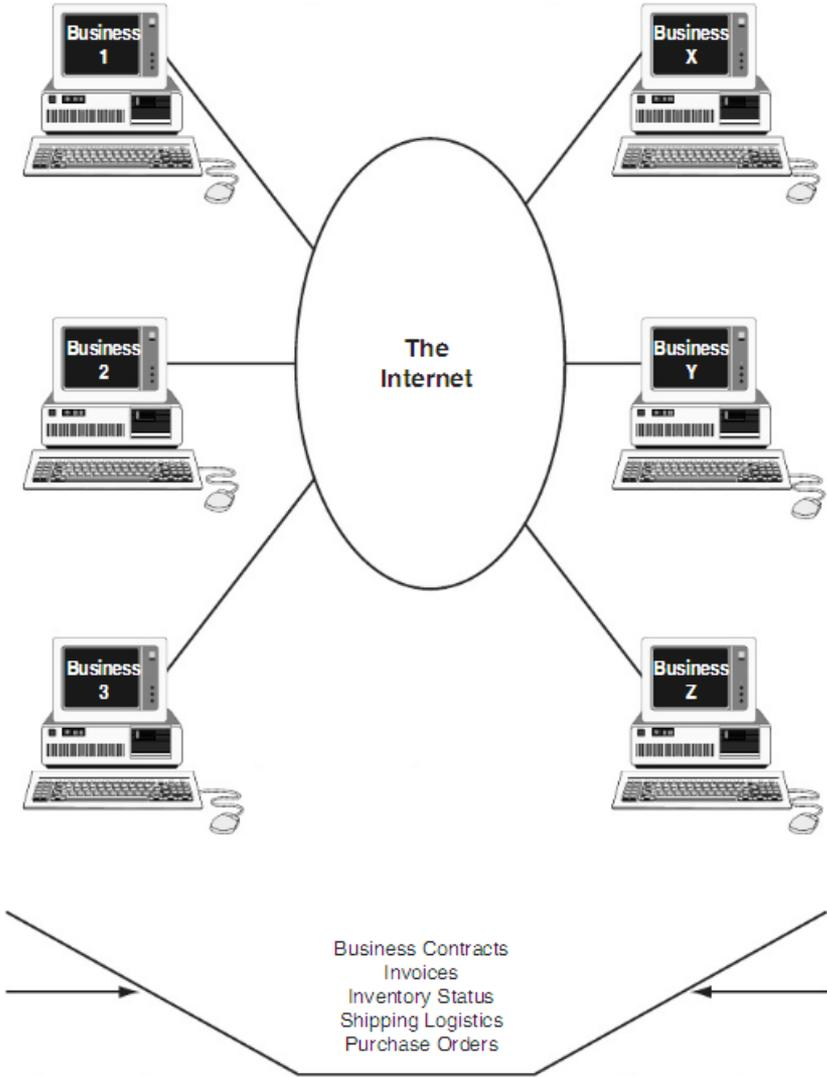 Business
1
Business
X
The
Internet
Business
2
Business
Y
Business
3
Business
Z
Business Contracts
Invoices
Inventory Status
Shipping Logistics
Purchase Orders